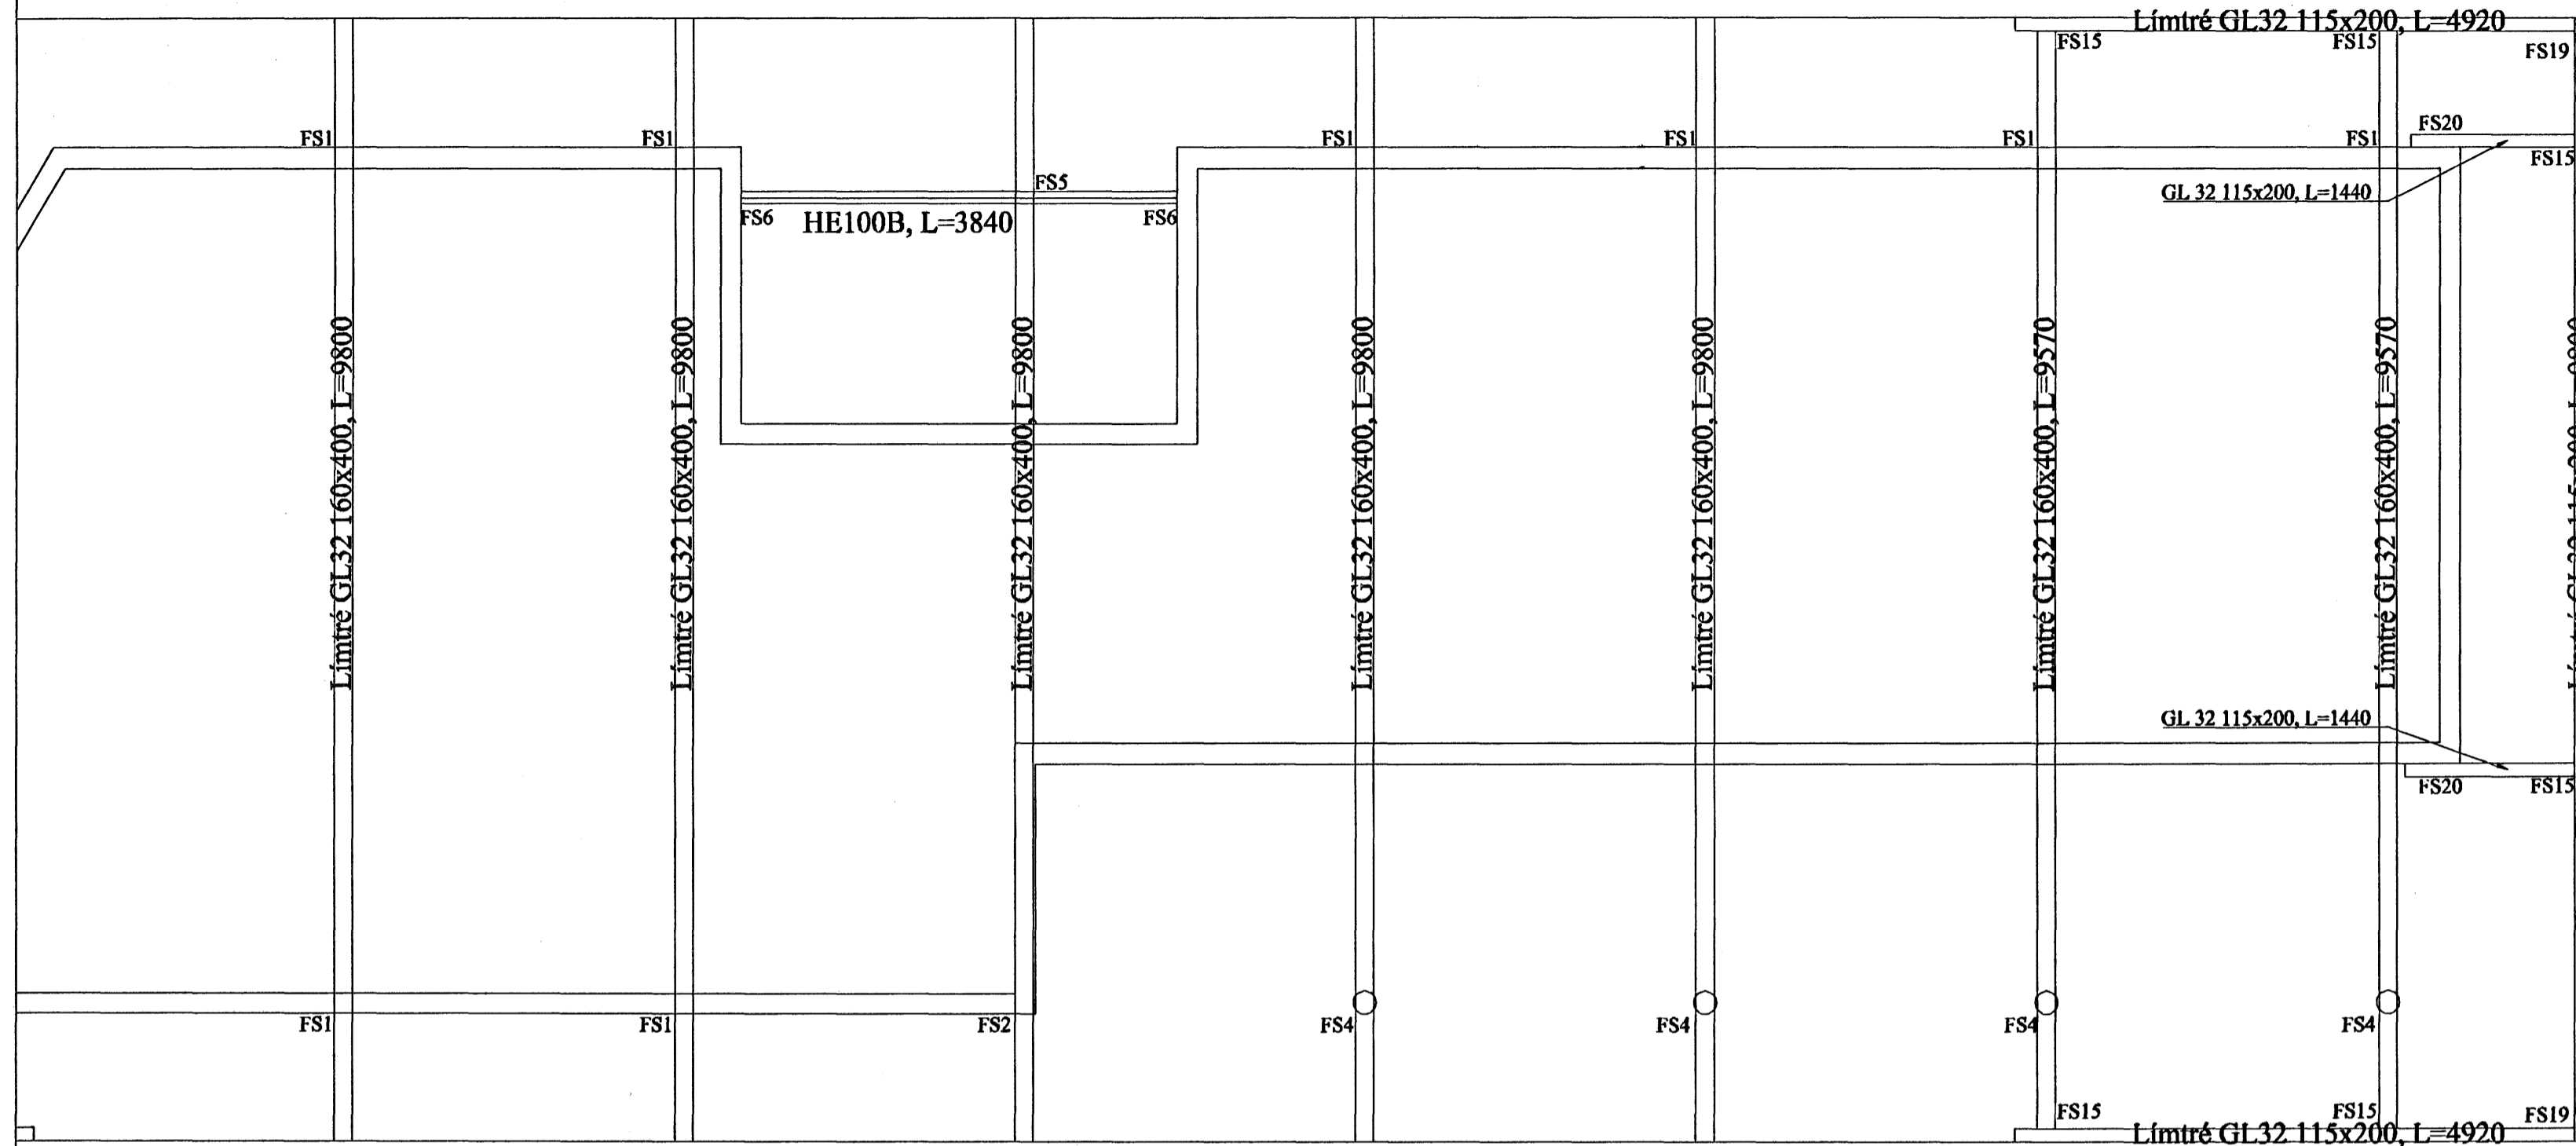 Límtré GL32 115x200, L=4920
FS15
FS15
FS19
FS1
FS1
FS1
FS1
FS1
FS1
FS20
FS15
FS5
GL 32 115x200, L=1440
FS6
HE100B, L=3840
FS6
Límtré GL32 160x400, L=9800
Límtré GL32 160x400, L=9800
Límtré GL32 160x400, L=9800
Límtré GL32 160x400, L=9800
Límtré GL32 160x400, L=9800
Límtré GL32 160x400, L=9570
Límtré GL32 160x400, L=9570
GL 32 115x200, L=1440
FS20
FS15
FS1
FS1
FS2
FS4
FS4
FS4
FS4
FS15
FS15
FS19
Límtré GL32 115x200, L=4920